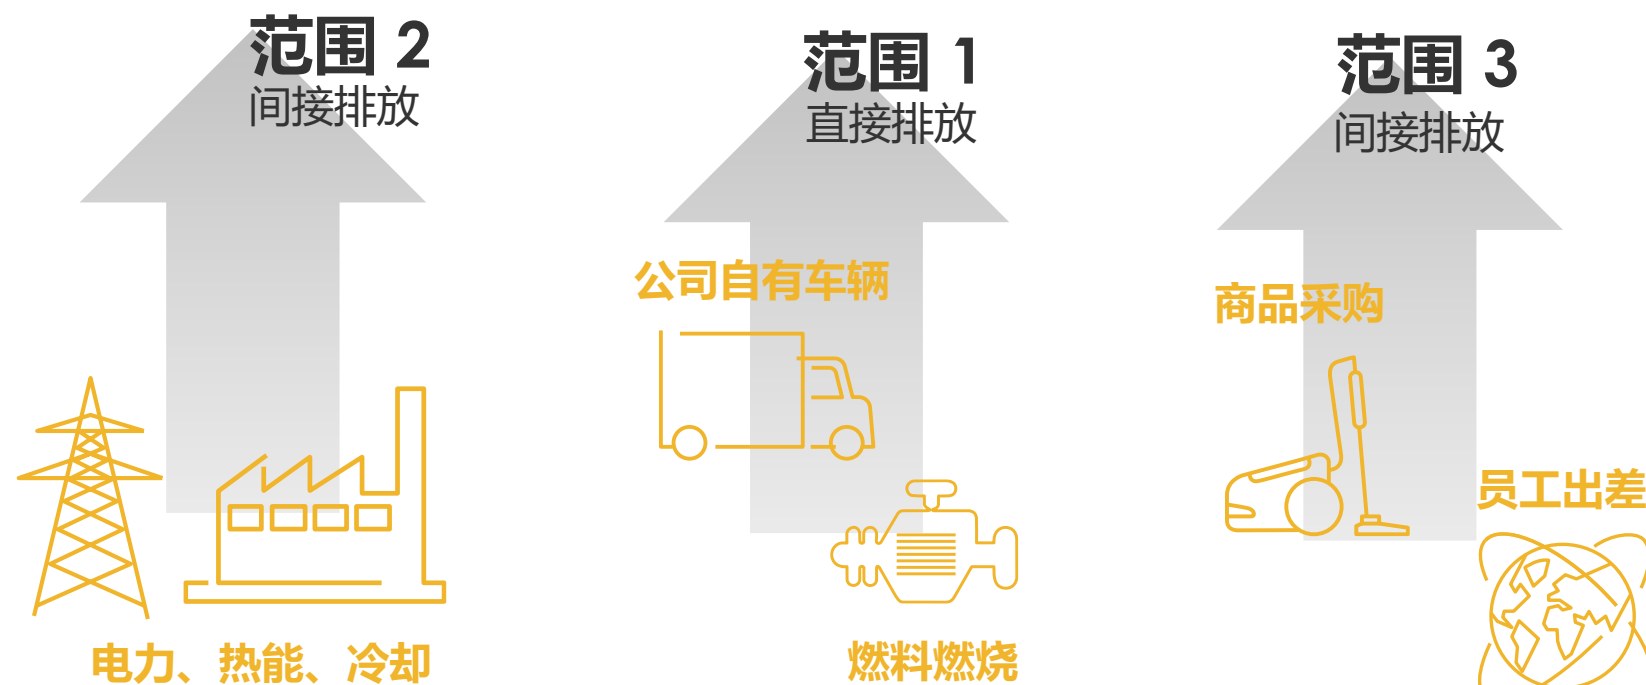 范围 2
间接排放
电力、热能、冷却
范围 1
直接排放
公司自有车辆
燃料燃烧
范围 3
间接排放
商品采购
员工出差